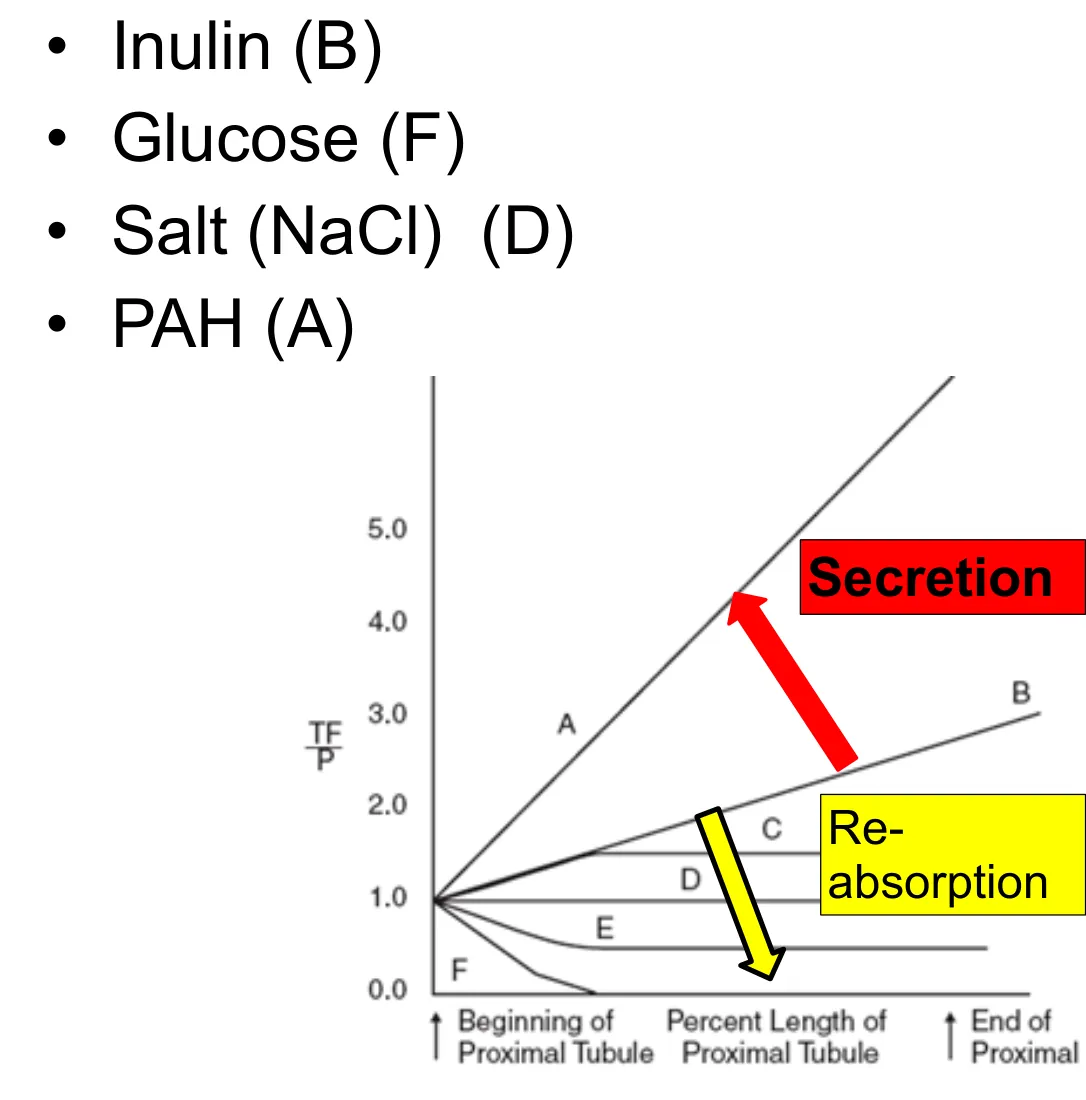 • Inulin (B)
• Glucose (F)
• Salt (NaCl) (D)
• PAH (A)
5.0
Secretion
4.0
B
3.0
A
TF
P
2.0
C
Re-
absorption
D
1.0
E
F
0.0
Beginning of
Proximal Tubule
Percent Length of
Proximal Tubule
End of
Proximal